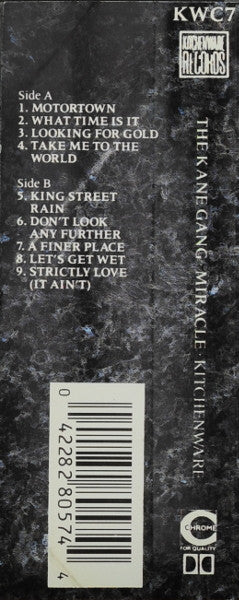 KWC7
KITCHENWARE
RECORDS
Side A
1. MOTORTOWN
2. WHAT TIME IS IT
3. LOOKING FOR GOLD
4. TAKE ME TO THE
WORLD
Side B
5. KING STREET
RAIN
6. DON'T LOOK
ANY FURTHER
7. A FINER PLACE
8. LET'S GET WET
9. STRICTLY LOVE
(IT AIN'T)
THE KANE GANG · MIRACLE · KITCHENWARE
0 42282 80574 4
CHROME
FOR QUALITY